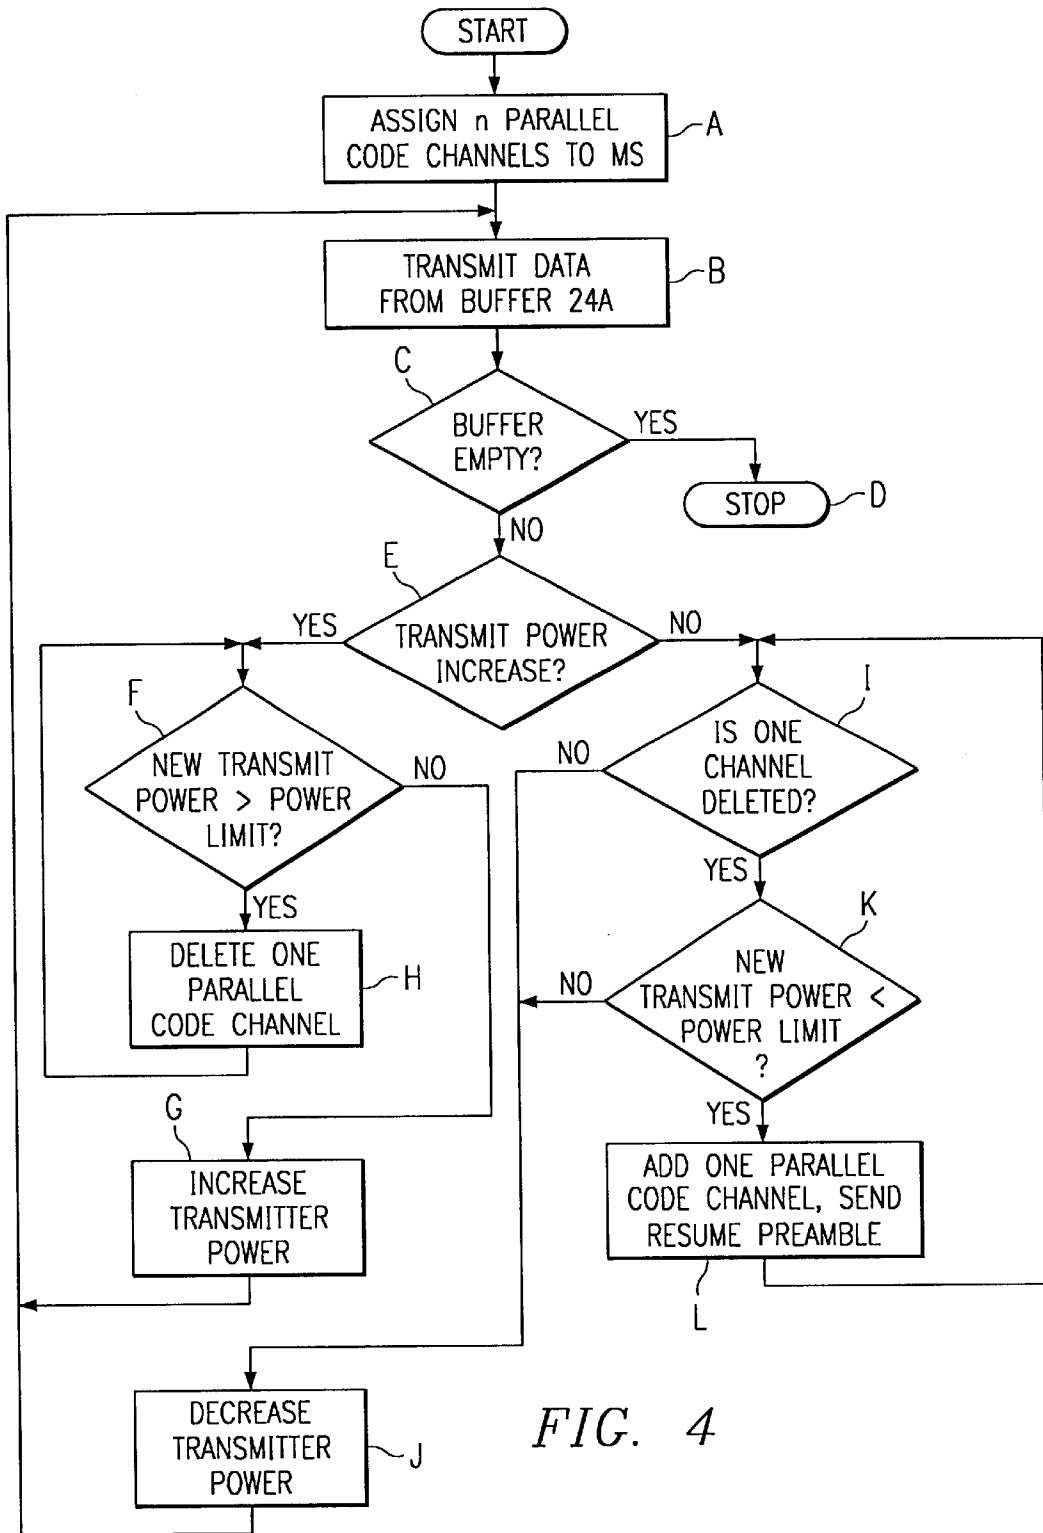 START
ASSIGN n PARALLEL
CODE CHANNELS TO MS
A
TRANSMIT DATA
FROM BUFFER 24A
B
C
BUFFER
EMPTY?
YES
STOP
D
NO
E
TRANSMIT POWER
INCREASE?
YES
NO
F
NEW TRANSMIT
POWER > POWER
LIMIT?
NO
YES
I
IS ONE
CHANNEL
DELETED?
NO
YES
DELETE ONE
PARALLEL
CODE CHANNEL
H
K
NEW
TRANSMIT POWER <
POWER LIMIT
?
NO
YES
G
INCREASE
TRANSMITTER
POWER
ADD ONE PARALLEL
CODE CHANNEL, SEND
RESUME PREAMBLE
L
DECREASE
TRANSMITTER
POWER
J
FIG. 4